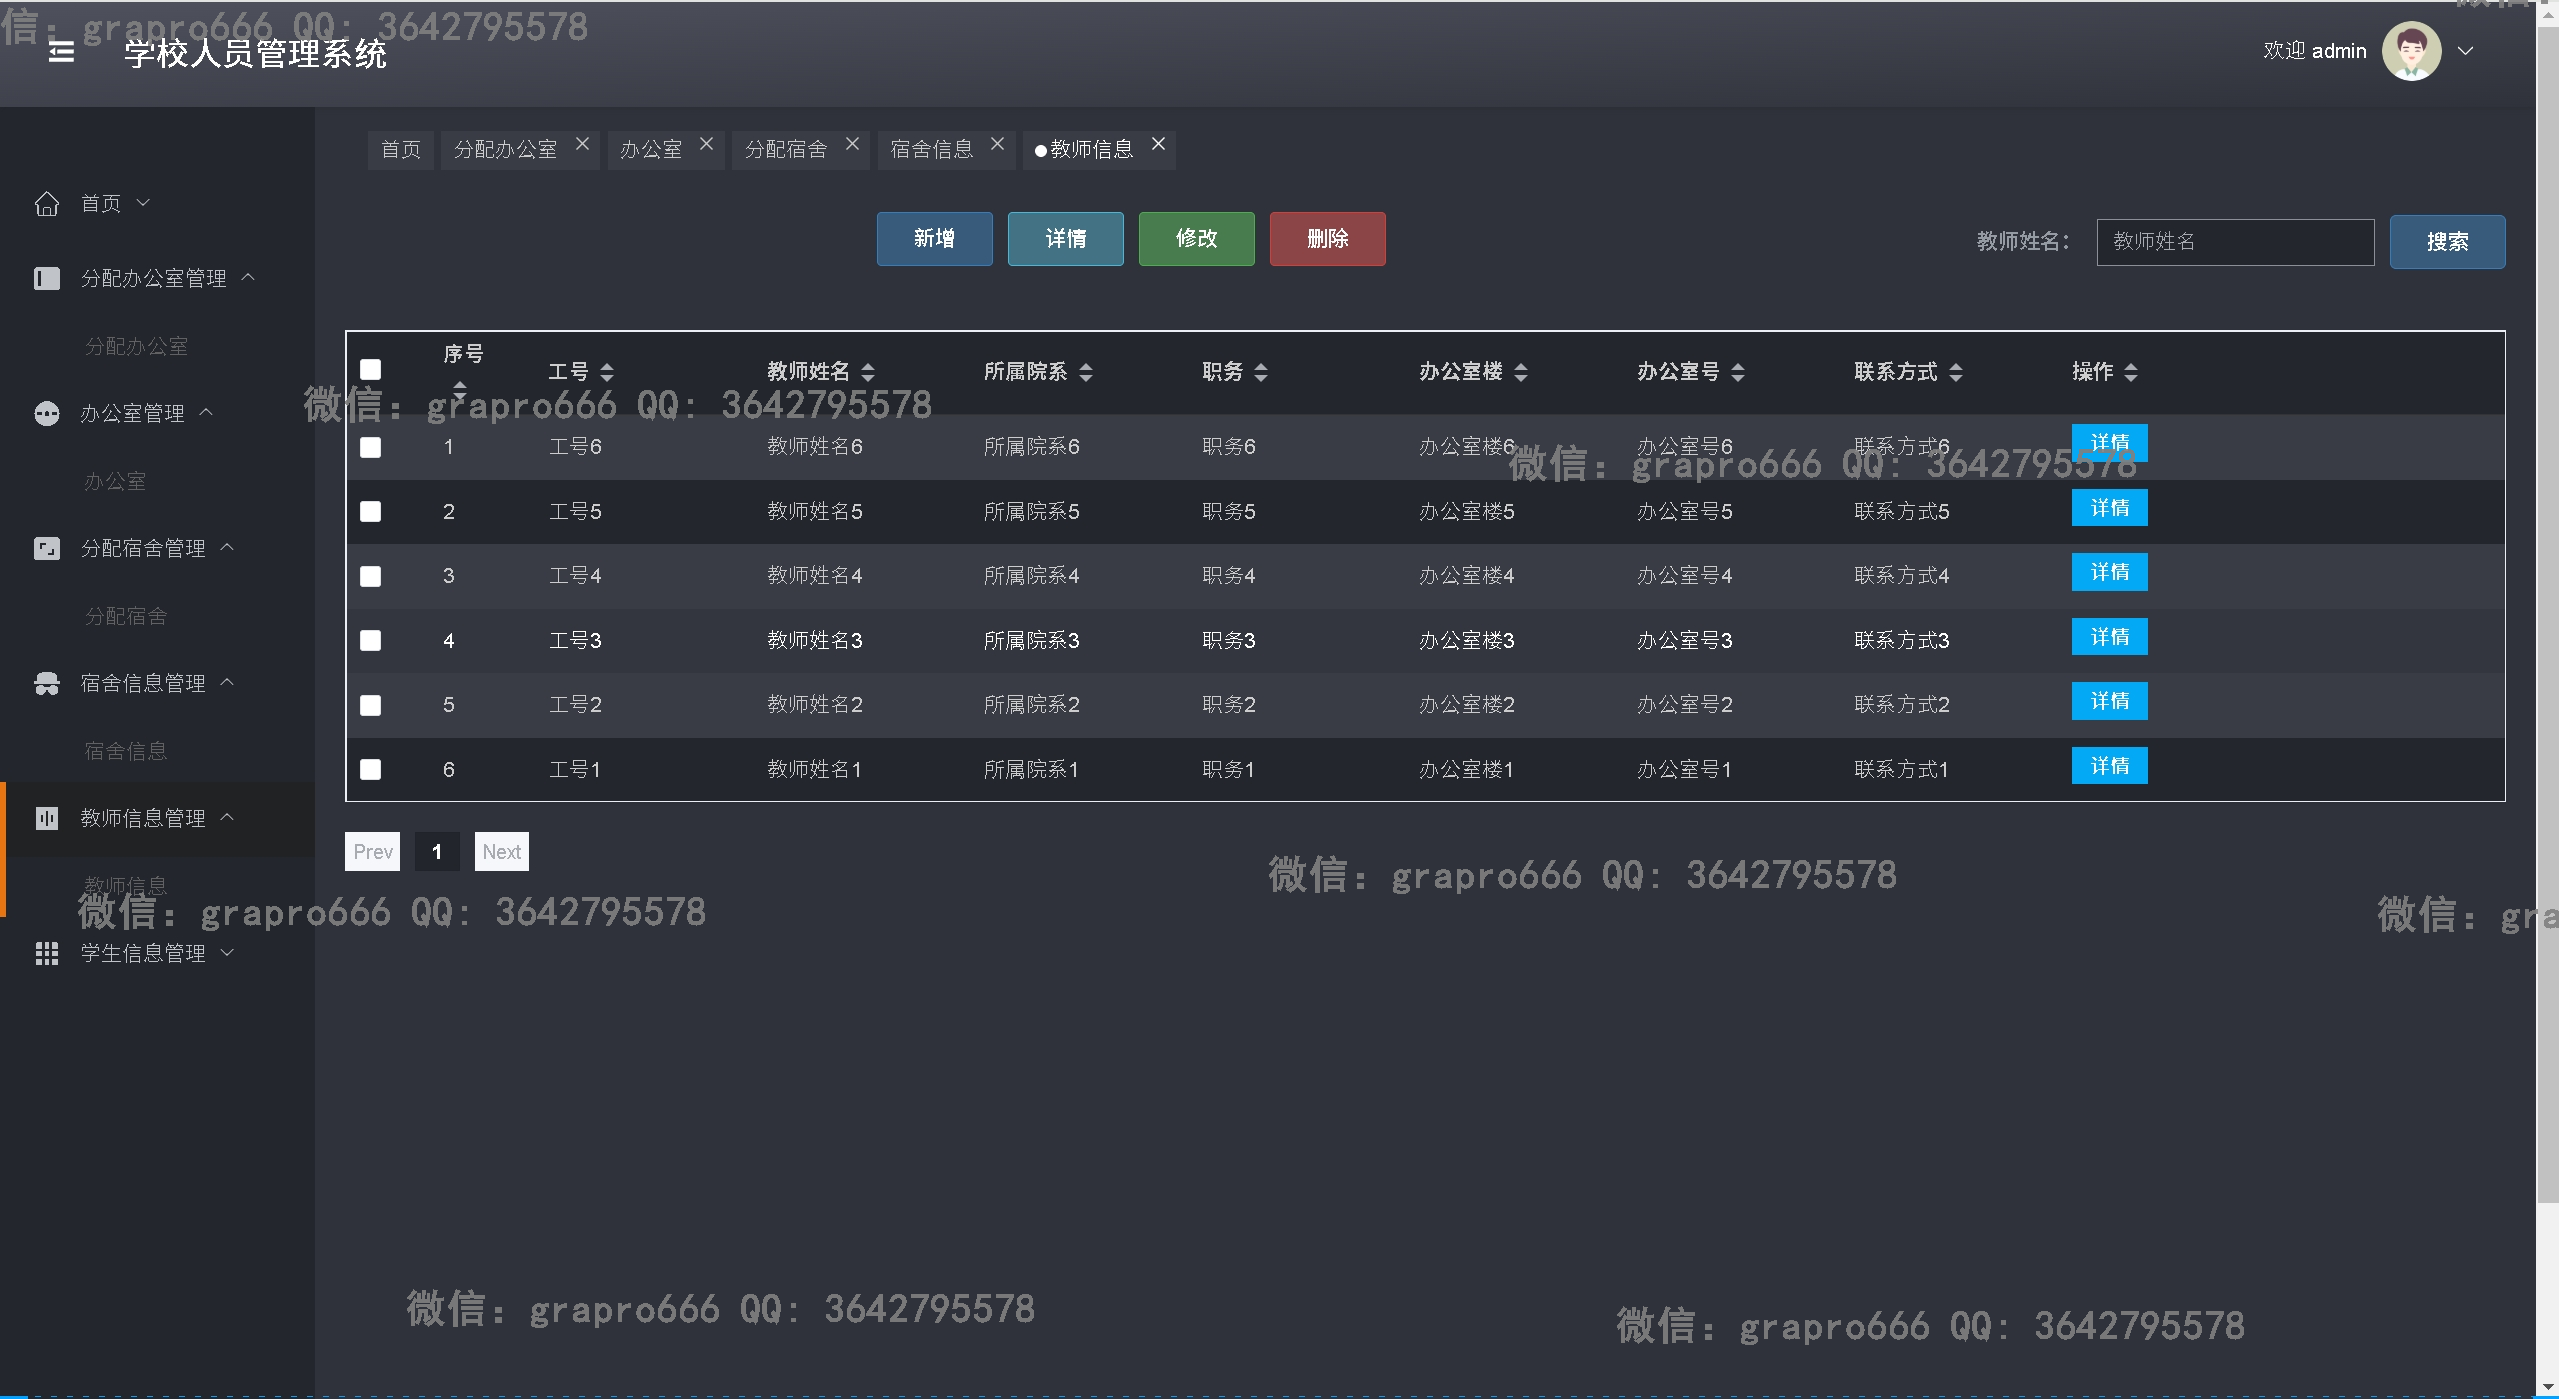 微信: grapro666 QQ: 3642795578
学校人员管理系统
欢迎 admin
首页
分配办公室
办公室
分配宿舍
宿舍信息
教师信息
首页
分配办公室管理
分配办公室
办公室管理
办公室
分配宿舍管理
分配宿舍
宿舍信息管理
宿舍信息
教师信息管理
教师信息
学生信息管理
新增 详情 修改 删除
教师姓名: 教师姓名 搜索
序号 工号 教师姓名 所属院系 职务 办公室楼 办公室号 联系方式 操作
微信: grapro666 QQ: 3642795578
1 工号6 教师姓名6 所属院系6 职务6 办公室楼6 办公室号6 联系方式6 详情
微信: grapro666 QQ: 3642795578
2 工号5 教师姓名5 所属院系5 职务5 办公室楼5 办公室号5 联系方式5 详情
3 工号4 教师姓名4 所属院系4 职务4 办公室楼4 办公室号4 联系方式4 详情
4 工号3 教师姓名3 所属院系3 职务3 办公室楼3 办公室号3 联系方式3 详情
5 工号2 教师姓名2 所属院系2 职务2 办公室楼2 办公室号2 联系方式2 详情
6 工号1 教师姓名1 所属院系1 职务1 办公室楼1 办公室号1 联系方式1 详情
Prev 1 Next
微信: grapro666 QQ: 3642795578
微信: grapro666 QQ: 3642795578
微信: gra
微信: grapro666 QQ: 3642795578
微信: grapro666 QQ: 3642795578